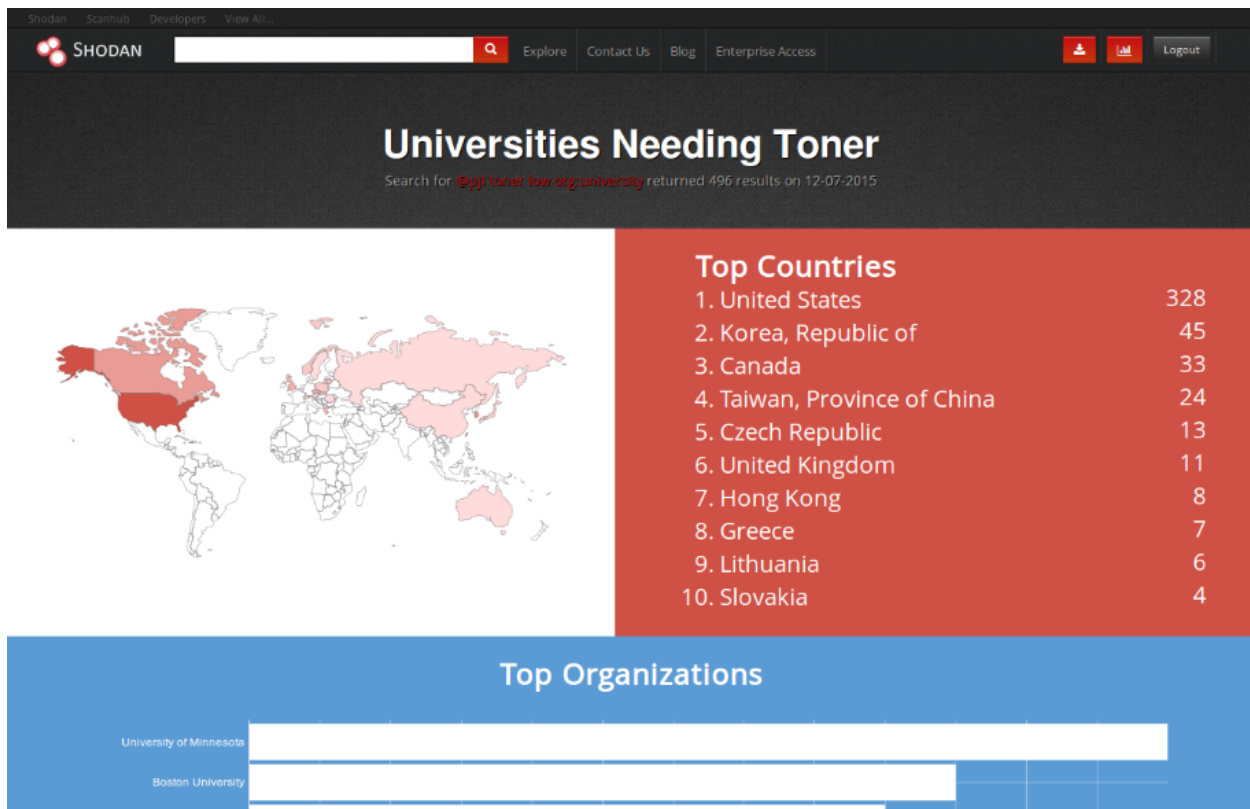 Shodan Scanhub Developers View All...
SHODAN Explore Contact Us Blog Enterprise Access Logout
Universities Needing Toner
Search for @pjl toner low org:university returned 496 results on 12-07-2015
Top Countries
1. United States 328
2. Korea, Republic of 45
3. Canada 33
4. Taiwan, Province of China 24
5. Czech Republic 13
6. United Kingdom 11
7. Hong Kong 8
8. Greece 7
9. Lithuania 6
10. Slovakia 4
Top Organizations
University of Minnesota
Boston University